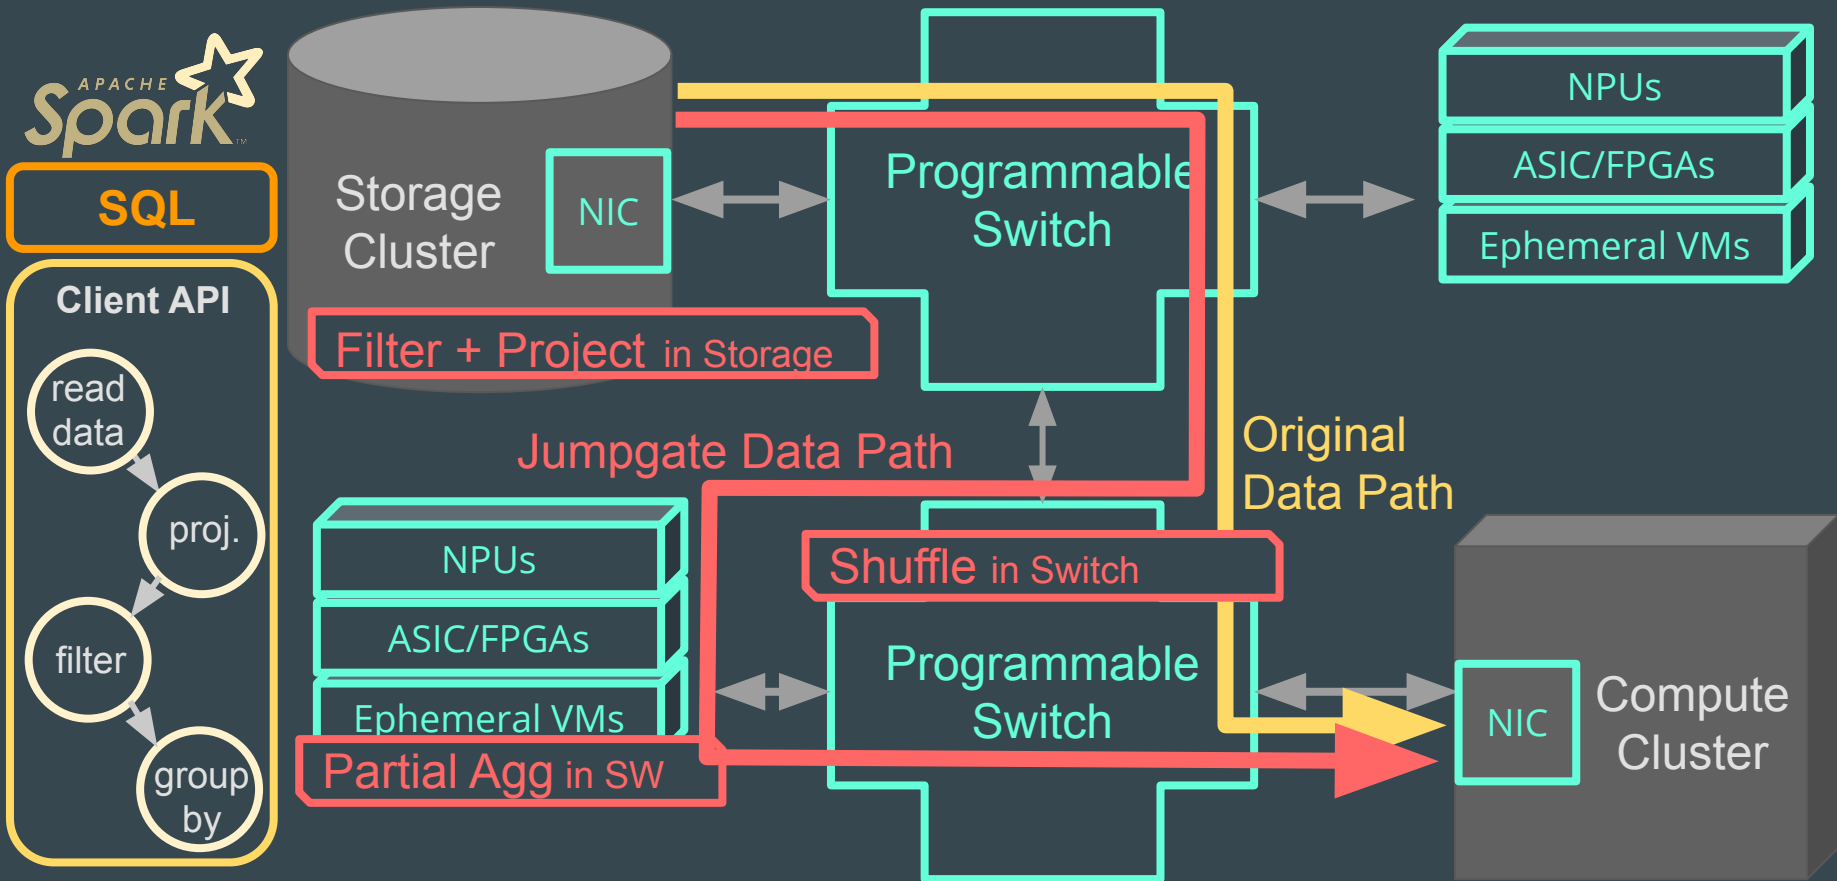 APACHE
Spark™
SQL
Client API
read
data
proj.
filter
group
by
Storage
Cluster
NIC
Filter + Project in Storage
Programmable
Switch
NPUs
ASIC/FPGAs
Ephemeral VMs
Jumpgate Data Path
Original
Data Path
NPUs
ASIC/FPGAs
Ephemeral VMs
Partial Agg in SW
Shuffle in Switch
Programmable
Switch
NIC
Compute
Cluster